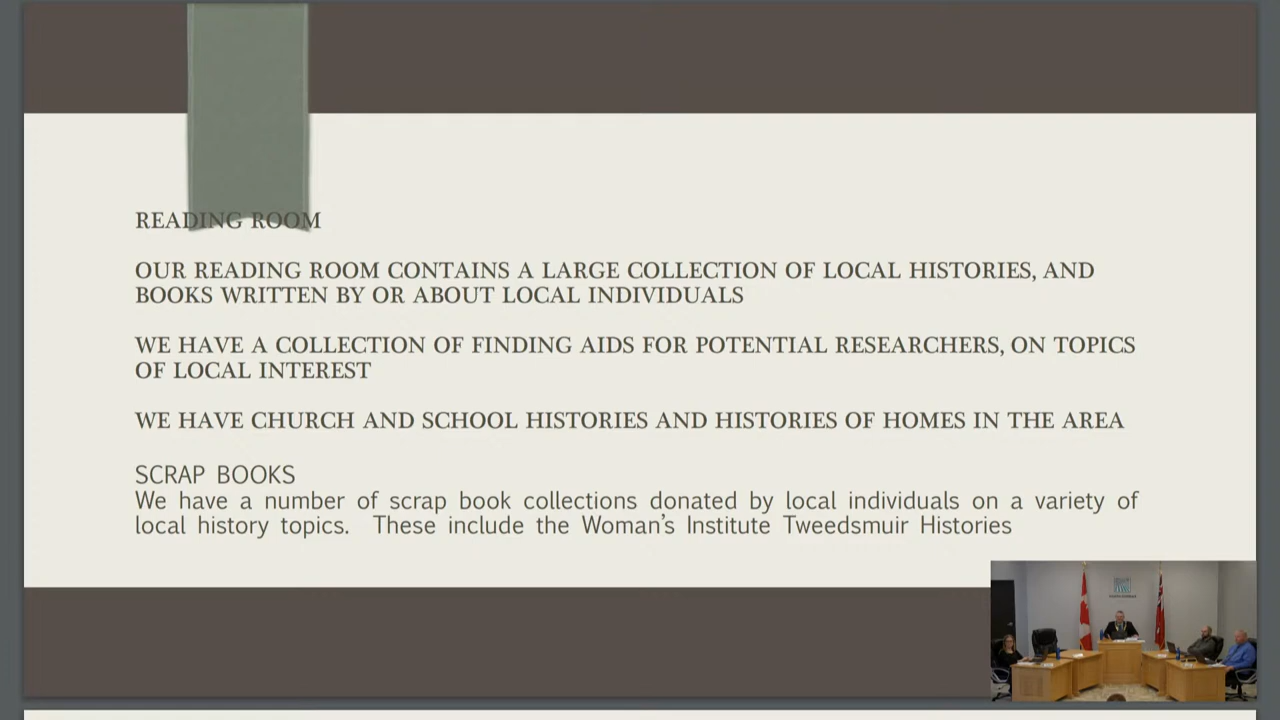 READING ROOM
OUR READING ROOM CONTAINS A LARGE COLLECTION OF LOCAL HISTORIES, AND
BOOKS WRITTEN BY OR ABOUT LOCAL INDIVIDUALS
WE HAVE A COLLECTION OF FINDING AIDS FOR POTENTIAL RESEARCHERS, ON TOPICS
OF LOCAL INTEREST
WE HAVE CHURCH AND SCHOOL HISTORIES AND HISTORIES OF HOMES IN THE AREA
SCRAP BOOKS
We have a number of scrap book collections donated by local individuals on a variety of
local history topics. These include the Woman's Institute Tweedsmuir Histories